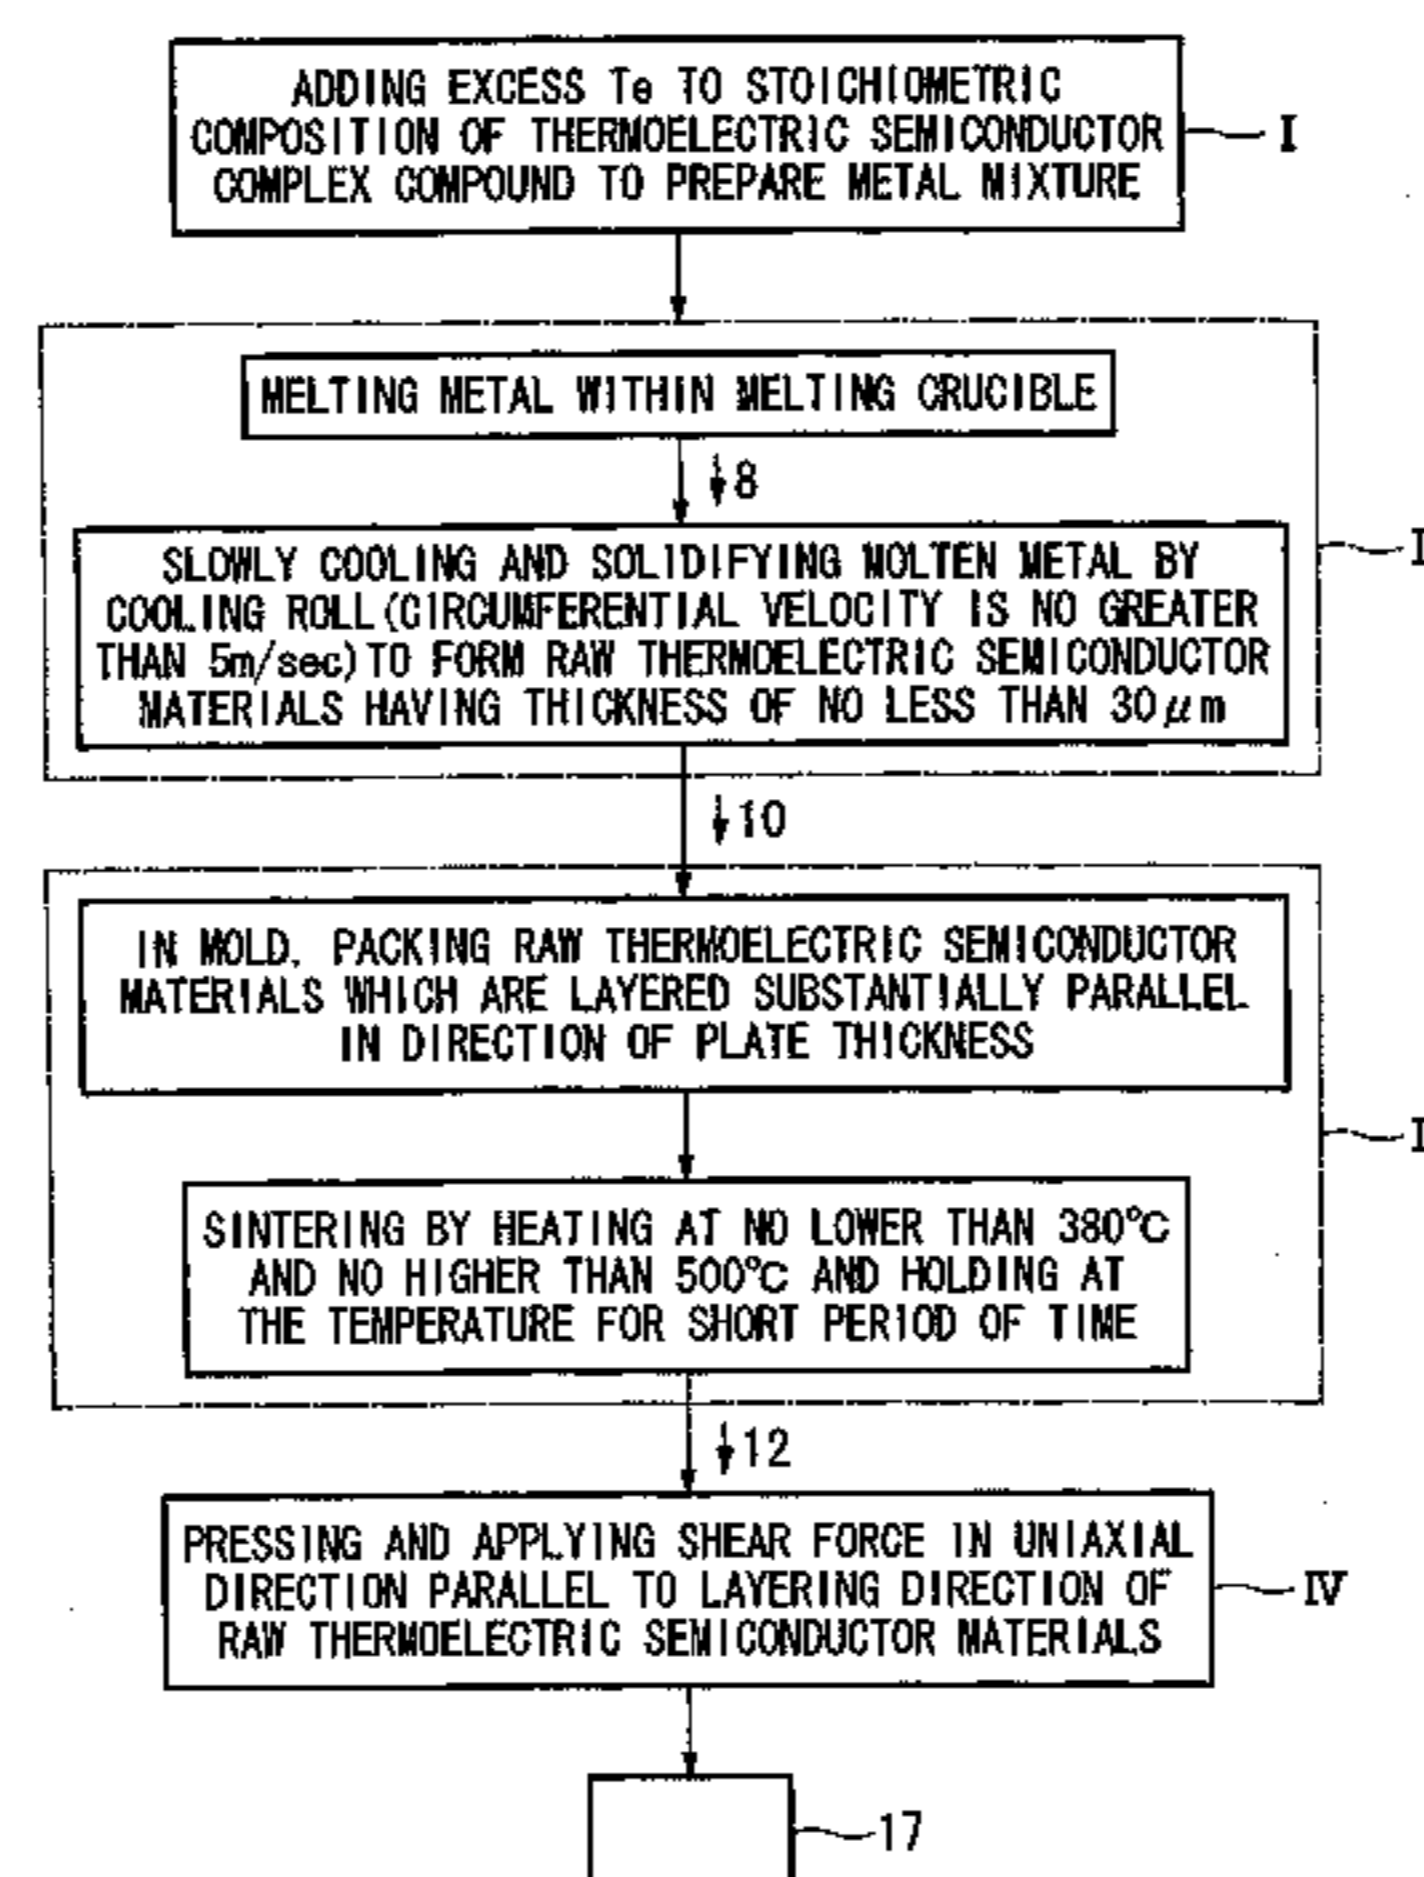 ADDING EXCESS Te TO STOICHIOMETRIC
COMPOSITION OF THERMOELECTRIC SEMICONDUCTOR
COMPLEX COMPOUND TO PREPARE METAL MIXTURE
I
MELTING METAL WITHIN MELTING CRUCIBLE
8
SLOWLY COOLING AND SOLIDIFYING MOLTEN METAL BY
COOLING ROLL (CIRCUMFERENTIAL VELOCITY IS NO GREATER
THAN 5m/sec) TO FORM RAW THERMOELECTRIC SEMICONDUCTOR
MATERIALS HAVING THICKNESS OF NO LESS THAN 30μm
10
IN MOLD, PACKING RAW THERMOELECTRIC SEMICONDUCTOR
MATERIALS WHICH ARE LAYERED SUBSTANTIALLY PARALLEL
IN DIRECTION OF PLATE THICKNESS
SINTERING BY HEATING AT NO LOWER THAN 380℃
AND NO HIGHER THAN 500℃ AND HOLDING AT
THE TEMPERATURE FOR SHORT PERIOD OF TIME
12
PRESSING AND APPLYING SHEAR FORCE IN UNIAXIAL
DIRECTION PARALLEL TO LAYERING DIRECTION OF
RAW THERMOELECTRIC SEMICONDUCTOR MATERIALS
IV
17